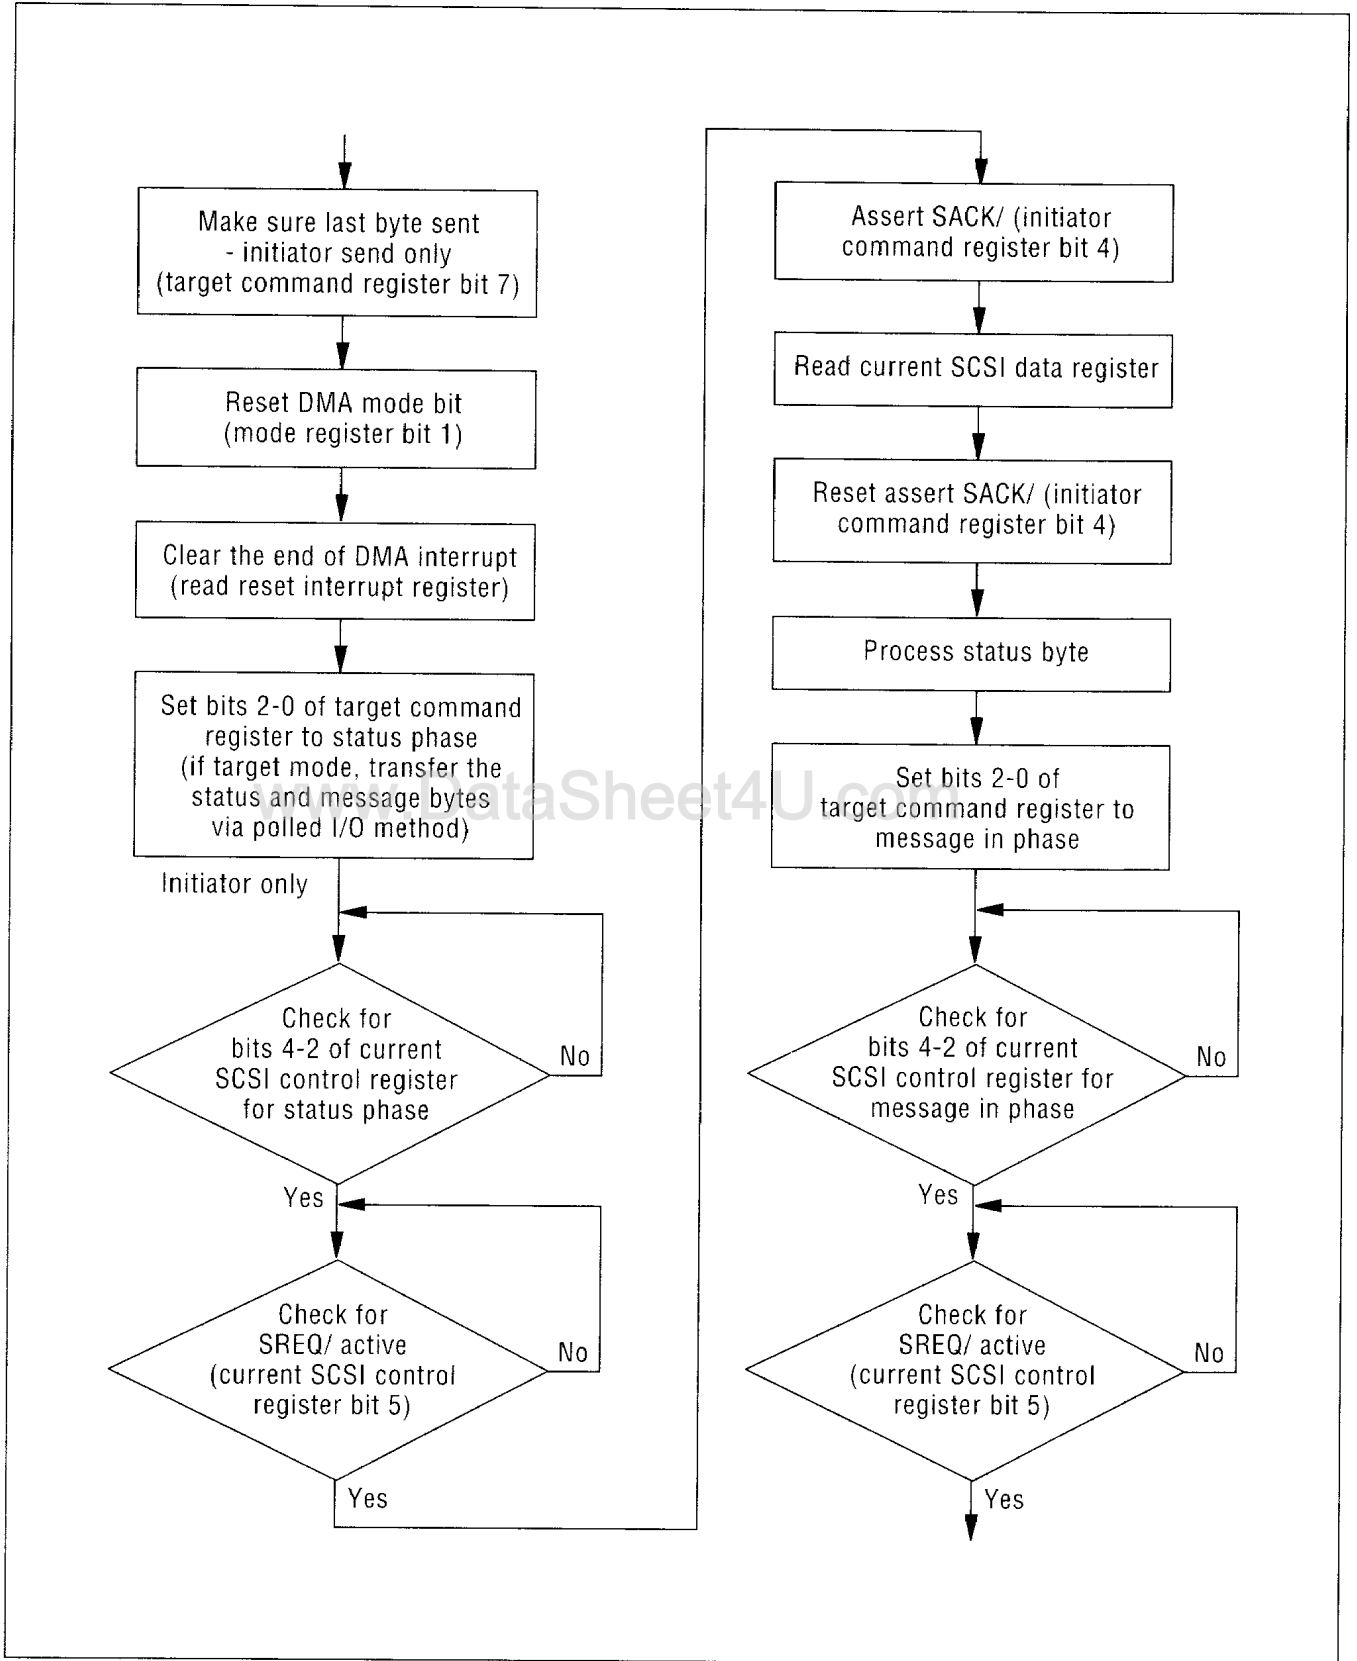 Make sure last byte sent
- initiator send only
(target command register bit 7)
Reset DMA mode bit
(mode register bit 1)
Clear the end of DMA interrupt
(read reset interrupt register)
Set bits 2-0 of target command
register to status phase
(if target mode, transfer the
status and message bytes
via polled I/O method)
Initiator only
Check for
bits 4-2 of current
SCSI control register
for status phase
No
Yes
Check for
SREQ/ active
(current SCSI control
register bit 5)
No
Yes
Assert SACK/ (initiator
command register bit 4)
Read current SCSI data register
Reset assert SACK/ (initiator
command register bit 4)
Process status byte
Set bits 2-0 of
target command register to
message in phase
Check for
bits 4-2 of current
SCSI control register for
message in phase
No
Yes
Check for
SREQ/ active
(current SCSI control
register bit 5)
No
Yes
www.DataSheet4U.com